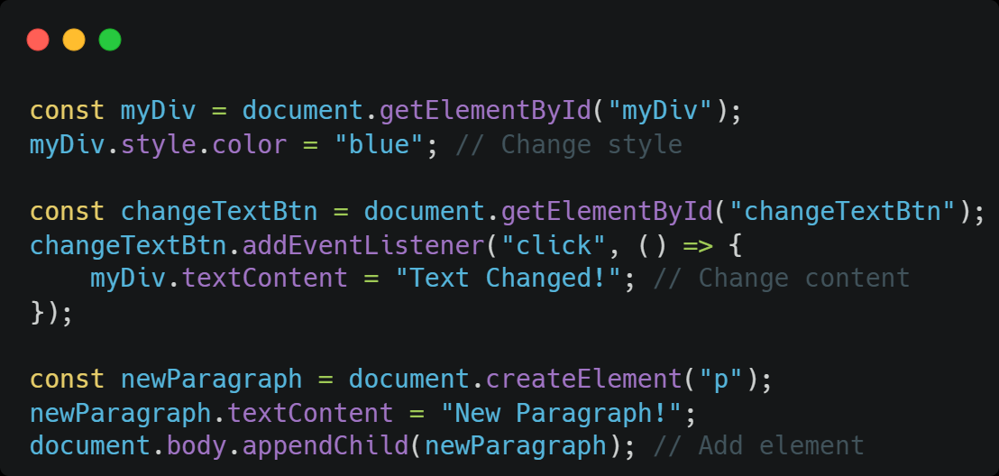 const myDiv = document.getElementById("myDiv");
myDiv.style.color = "blue"; // Change style

const changeTextBtn = document.getElementById("changeTextBtn");
changeTextBtn.addEventListener("click", () => {
    myDiv.textContent = "Text Changed!"; // Change content
});

const newParagraph = document.createElement("p");
newParagraph.textContent = "New Paragraph!";
document.body.appendChild(newParagraph); // Add element